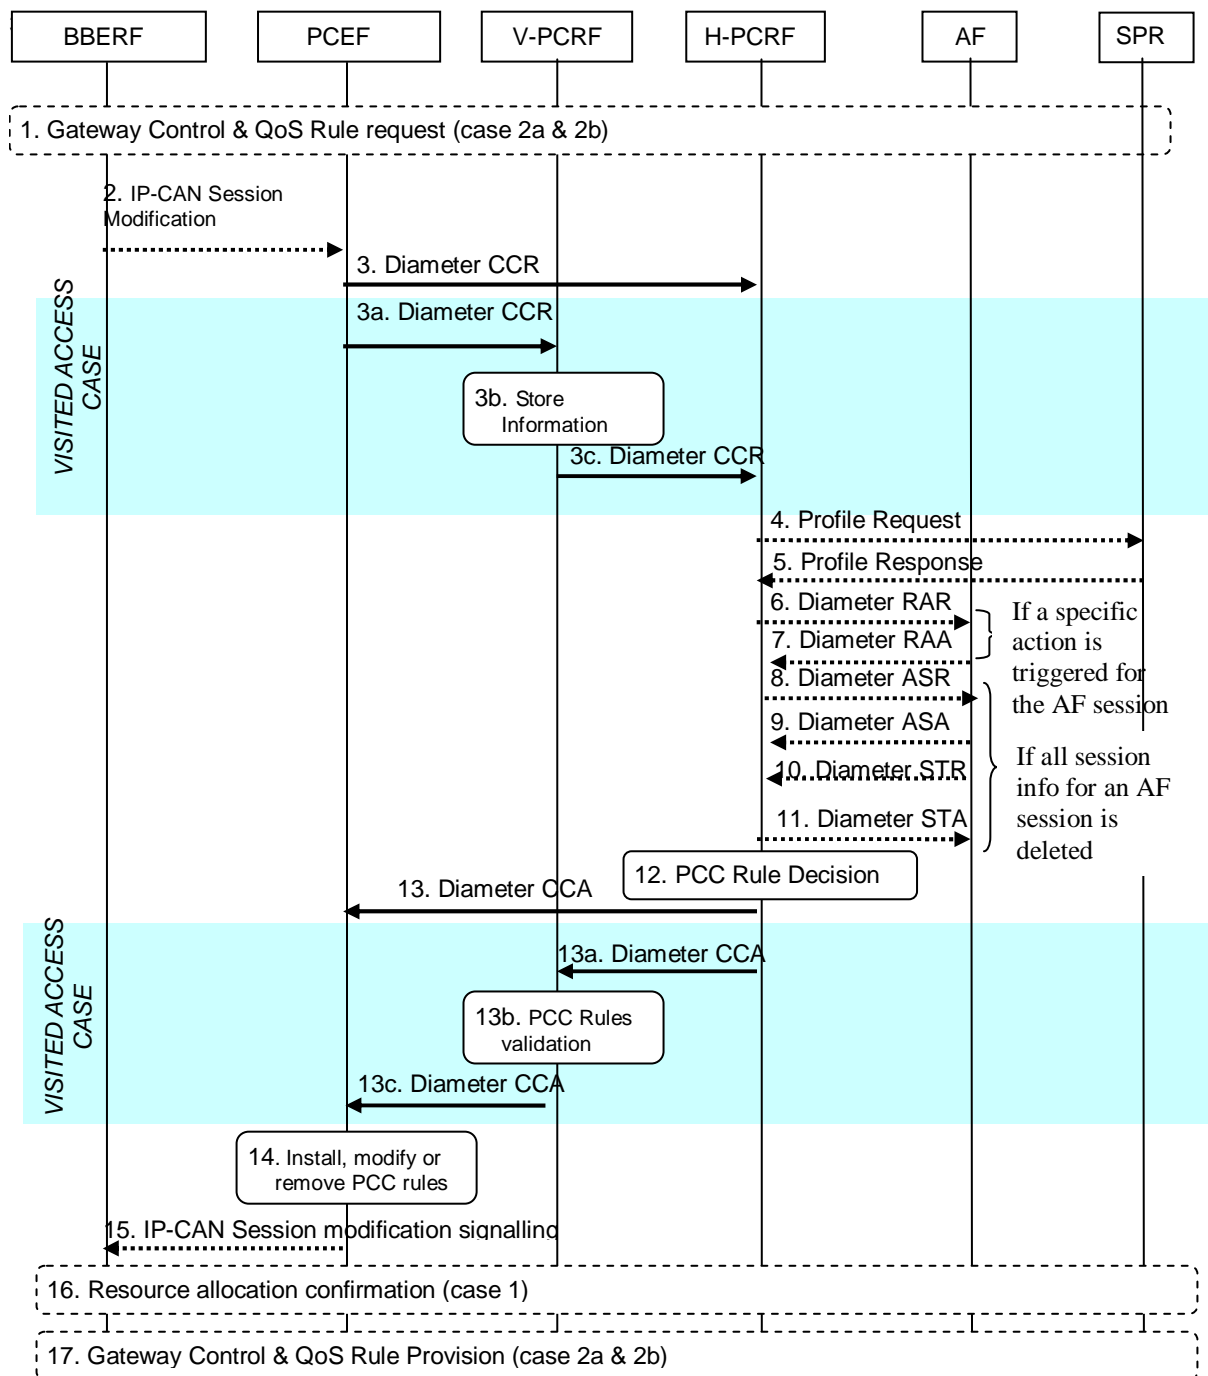 BBERF
PCEF
V-PCRF
H-PCRF
AF
SPR
1. Gateway Control & QoS Rule request (case 2a & 2b)
2. IP-CAN Session
Modification
3. Diameter CCR
VISITED ACCESS
CASE
3a. Diameter CCR
3b. Store
Information
3c. Diameter CCR
4. Profile Request
5. Profile Response
6. Diameter RAR
7. Diameter RAA
If a specific
action is
triggered for
the AF session
8. Diameter ASR
9. Diameter ASA
10. Diameter STR
11. Diameter STA
If all session
info for an AF
session is
deleted
12. PCC Rule Decision
13. Diameter CCA
VISITED ACCESS
CASE
13a. Diameter CCA
13b. PCC Rules
validation
13c. Diameter CCA
14. Install, modify or
remove PCC rules
15. IP-CAN Session modification signalling
16. Resource allocation confirmation (case 1)
17. Gateway Control & QoS Rule Provision (case 2a & 2b)